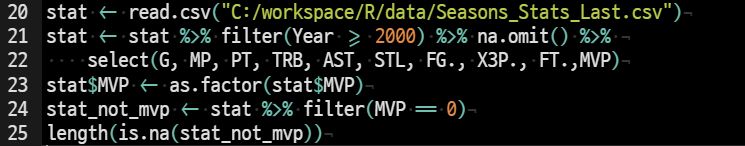 20 stat <- read.csv("C:/workspace/R/data/Seasons_Stats_Last.csv")¬
21 stat <- stat %>% filter(Year >= 2000) %>% na.omit() %>% ¬
22 ····select(G, MP, PT, TRB, AST, STL, FG., X3P., FT.,MVP)¬
23 stat$MVP <- as.factor(stat$MVP)¬
24 stat_not_mvp <- stat %>% filter(MVP == 0)¬
25 length(is.na(stat_not_mvp))¬